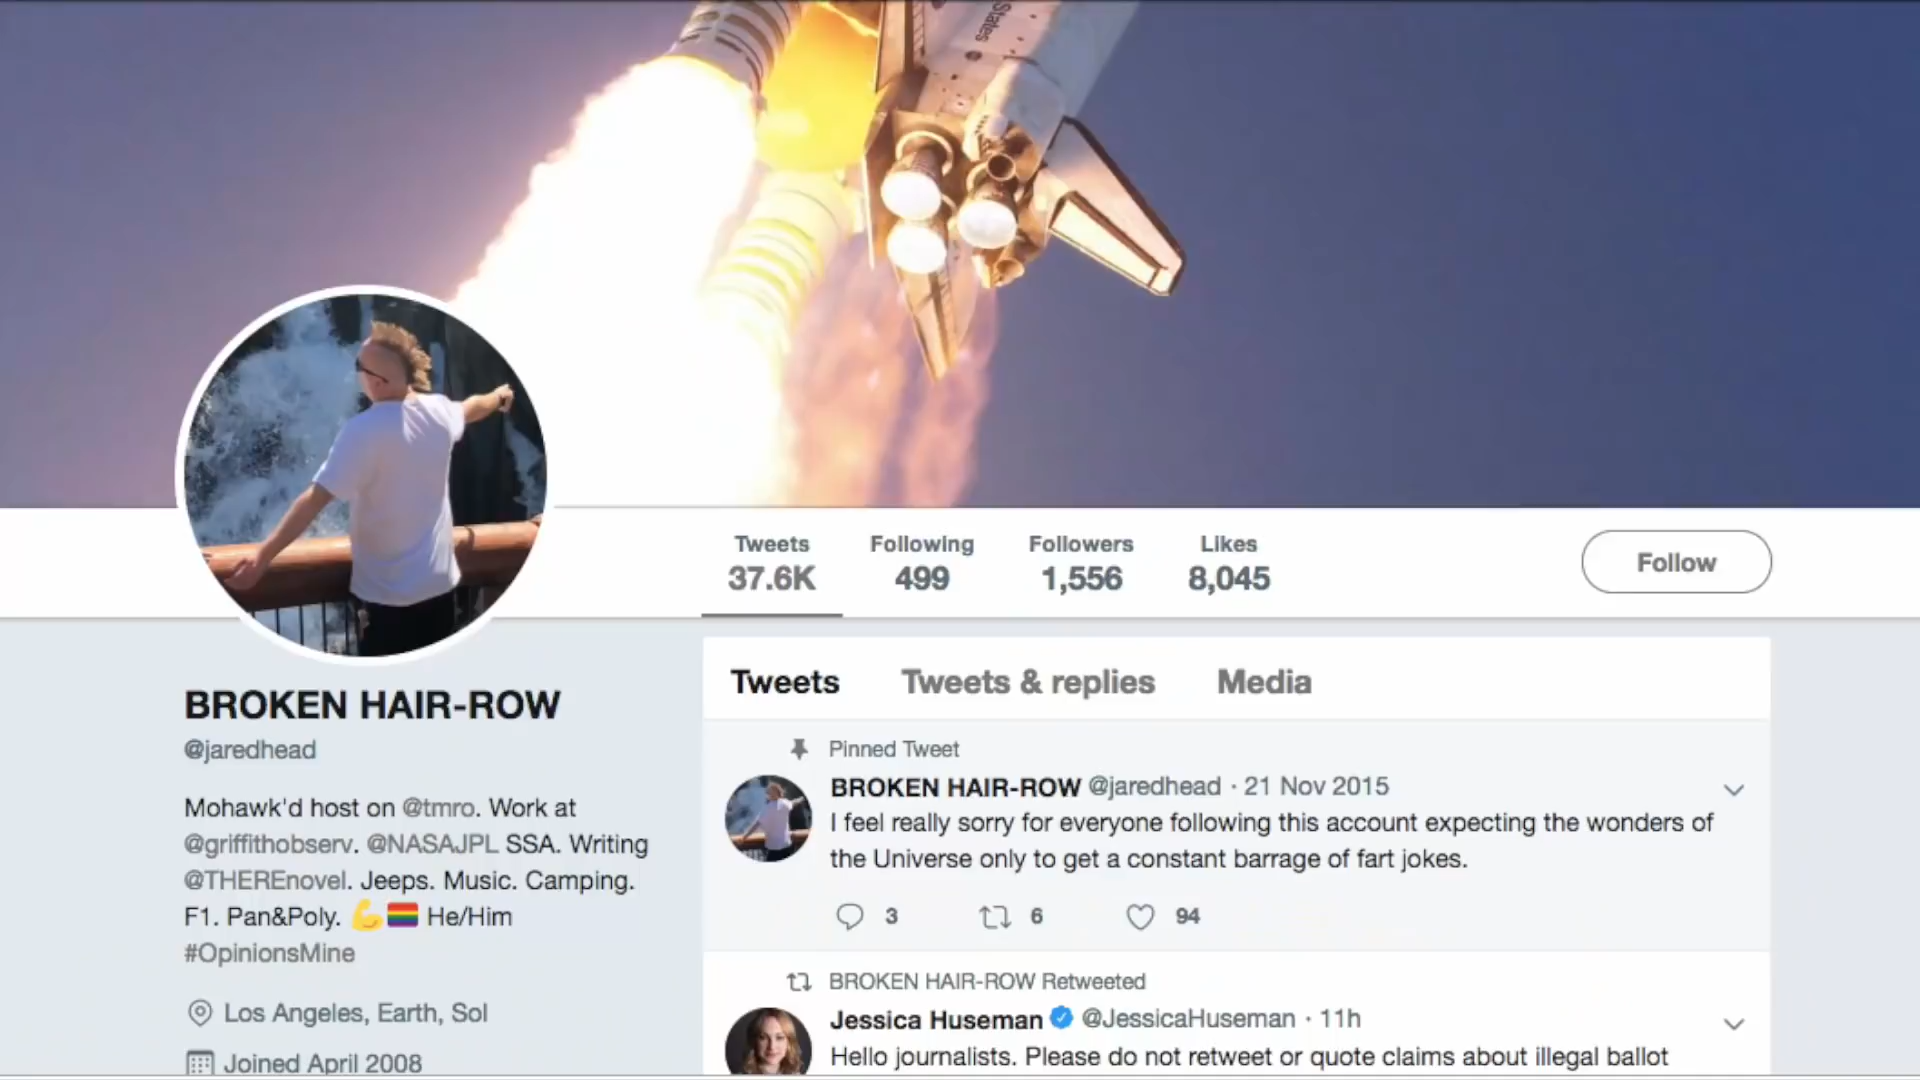 States
Tweets Following Followers Likes
37.6K 499 1,556 8,045
Follow
BROKEN HAIR-ROW
@jaredhead
Mohawk'd host on @tmro. Work at
@griffithobserv. @NASAJPL SSA. Writing
@THEREnovel. Jeeps. Music. Camping.
F1. Pan&Poly. 💪🏳️‍🌈 He/Him
#OpinionsMine
Los Angeles, Earth, Sol
Joined April 2008
Tweets Tweets & replies Media
Pinned Tweet
BROKEN HAIR-ROW @jaredhead · 21 Nov 2015
I feel really sorry for everyone following this account expecting the wonders of
the Universe only to get a constant barrage of fart jokes.
3 6 94
BROKEN HAIR-ROW Retweeted
Jessica Huseman @JessicaHuseman · 11h
Hello journalists. Please do not retweet or quote claims about illegal ballot